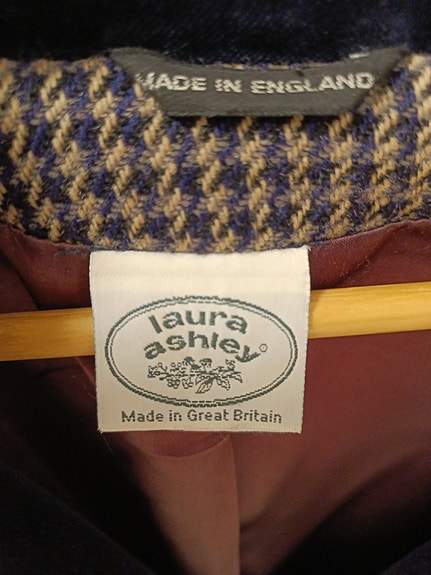 MADE IN ENGLAND
laura
ashley®
Made in Great Britain